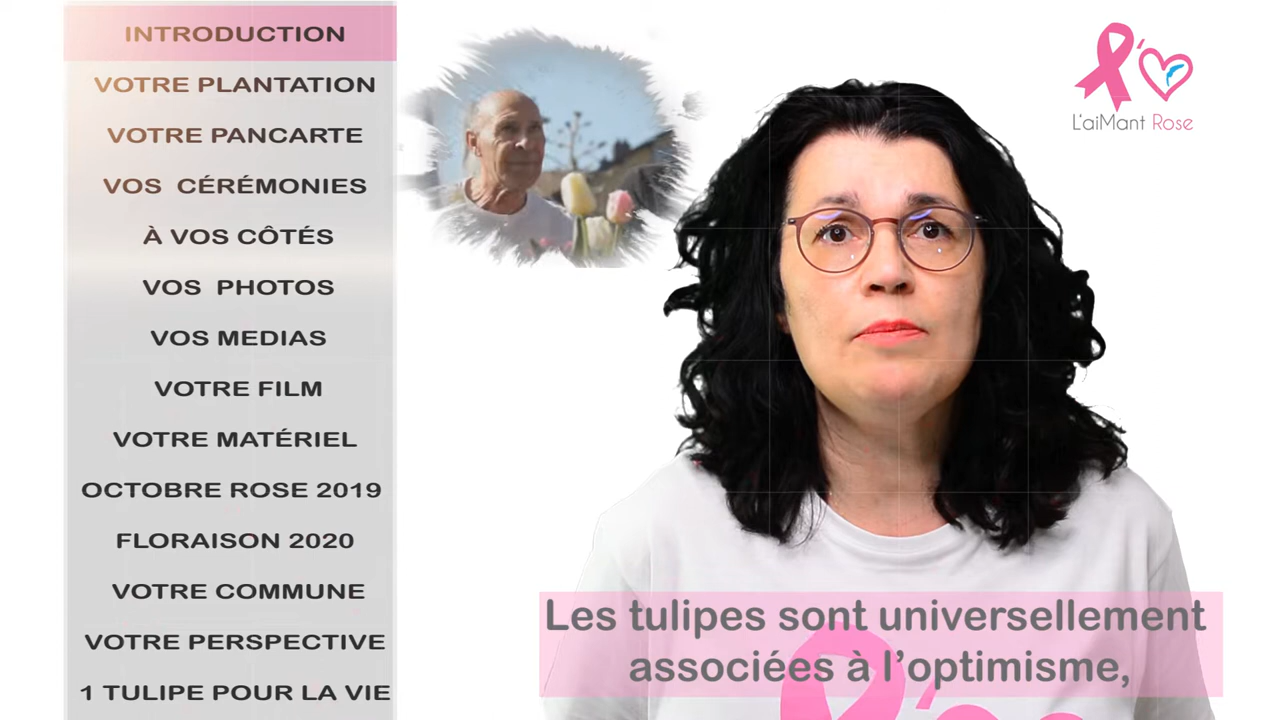 INTRODUCTION
VOTRE PLANTATION
VOTRE PANCARTE
VOS CÉRÉMONIES
À VOS CÔTÉS
VOS PHOTOS
VOS MEDIAS
VOTRE FILM
VOTRE MATÉRIEL
OCTOBRE ROSE 2019
FLORAISON 2020
VOTRE COMMUNE
VOTRE PERSPECTIVE
1 TULIPE POUR LA VIE
L'aiMant Rose
Les tulipes sont universellement
associées à l'optimisme,